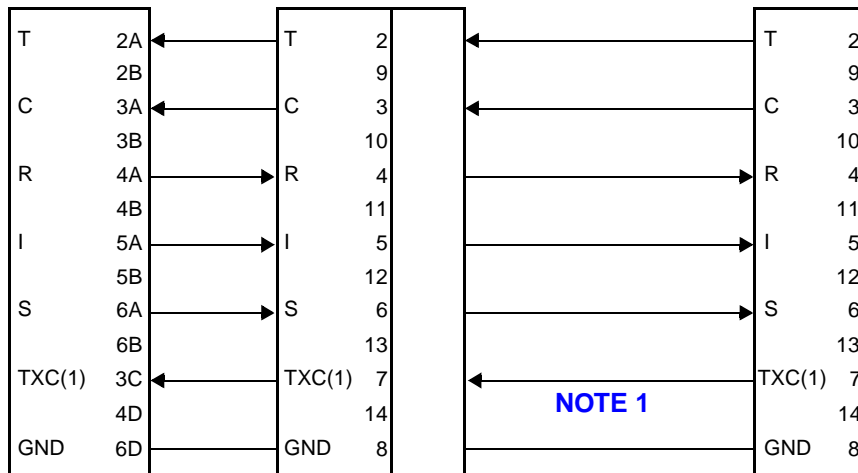 T 2A T 2 T 2
2B 9 9
C 3A C 3 C 3
3B 10 10
R 4A R 4 R 4
4B 11 11
I 5A I 5 I 5
5B 12 12
S 6A S 6 S 6
6B 13 13
TXC(1) 3C TXC(1) 7 TXC(1) 7
NOTE 1
4D 14 14
GND 6D GND 8 GND 8